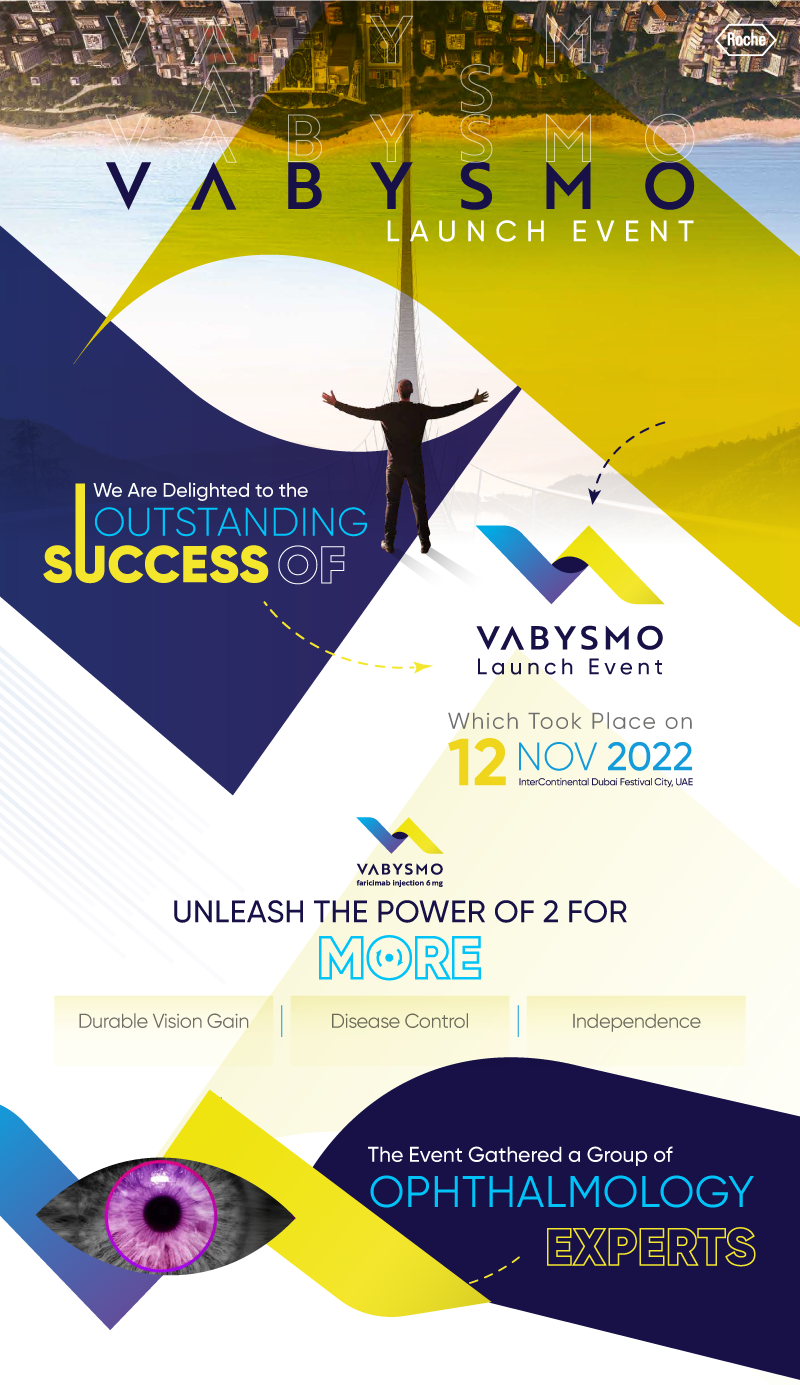 V A B Y S M
Roche
A S
V A B Y S M O
VABYSMO
LAUNCH EVENT
We Are Delighted to the
OUTSTANDING
SUCCESS OF
VABYSMO
Launch Event
Which Took Place on
12 NOV 2022
InterContinental Dubai Festival City, UAE
VABYSMO
faricimab injection 6 mg
UNLEASH THE POWER OF 2 FOR
MORE
Durable Vision Gain
Disease Control
Independence
The Event Gathered a Group of
OPHTHALMOLOGY
EXPERTS